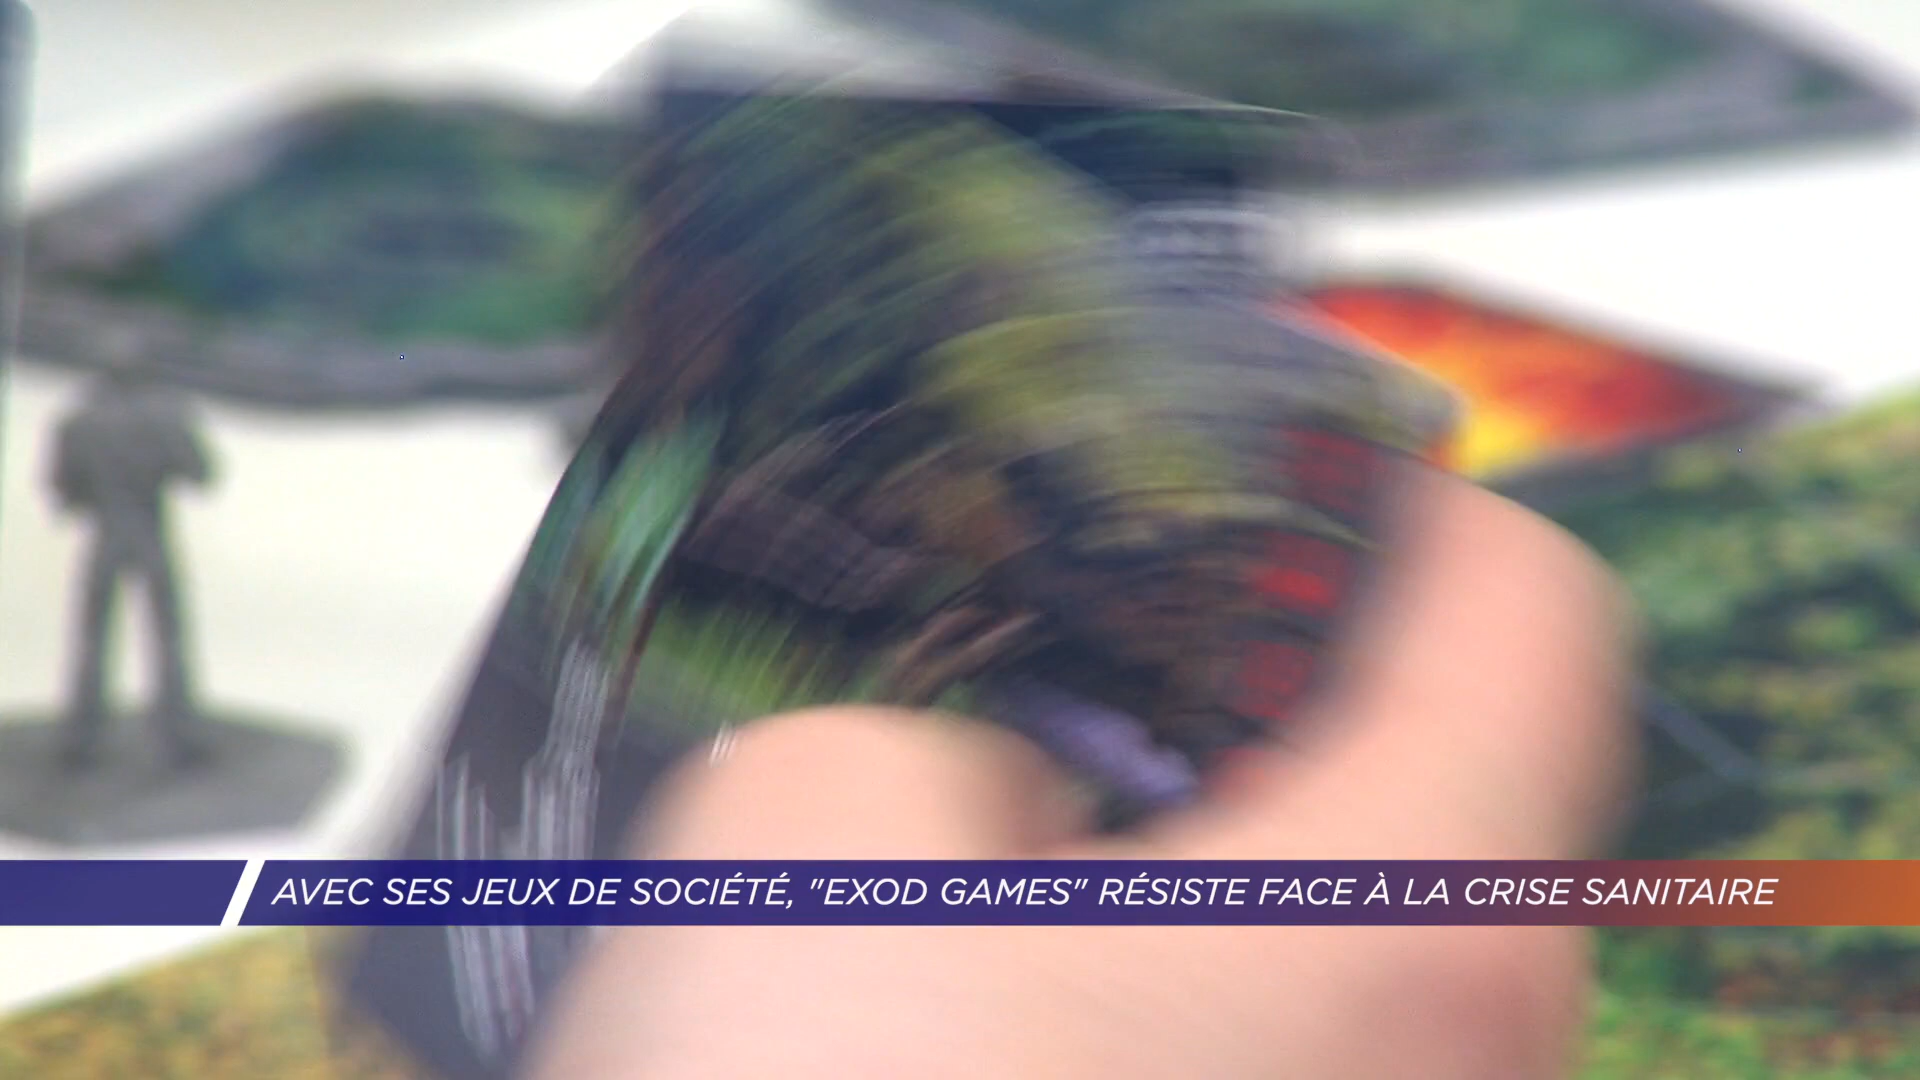 AVEC SES JEUX DE SOCIÉTÉ, "EXOD GAMES" RÉSISTE FACE À LA CRISE SANITAIRE